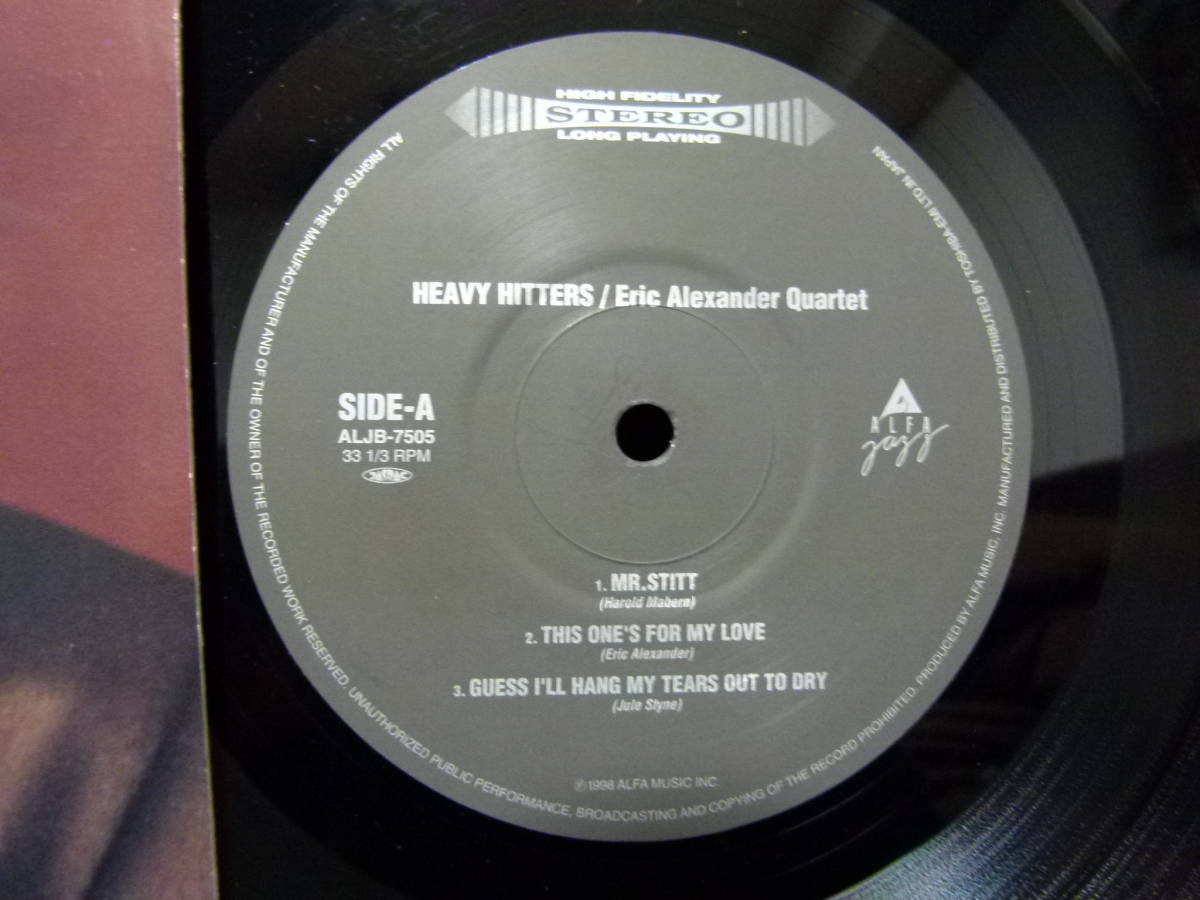 HIGH FIDELITY
STEREO
LONG PLAYING
HEAVY HITTERS / Eric Alexander Quartet
SIDE-A
ALJB-7505
33 1/3 RPM
JASRAC
ALFA
jazz
1. MR.STITT
(Harold Mabern)
2. THIS ONE'S FOR MY LOVE
(Eric Alexander)
3. GUESS I'LL HANG MY TEARS OUT TO DRY
(Jule Styne)
℗1998 ALFA MUSIC INC.
ALL RIGHTS OF THE MANUFACTURER AND OF THE OWNER OF THE RECORDED WORK RESERVED. UNAUTHORIZED PUBLIC PERFORMANCE, BROADCASTING AND COPYING OF THE RECORD PROHIBITED. PRODUCED BY ALFA MUSIC, INC. MANUFACTURED AND DISTRIBUTED BY TOSHIBA-EMI LTD IN JAPAN